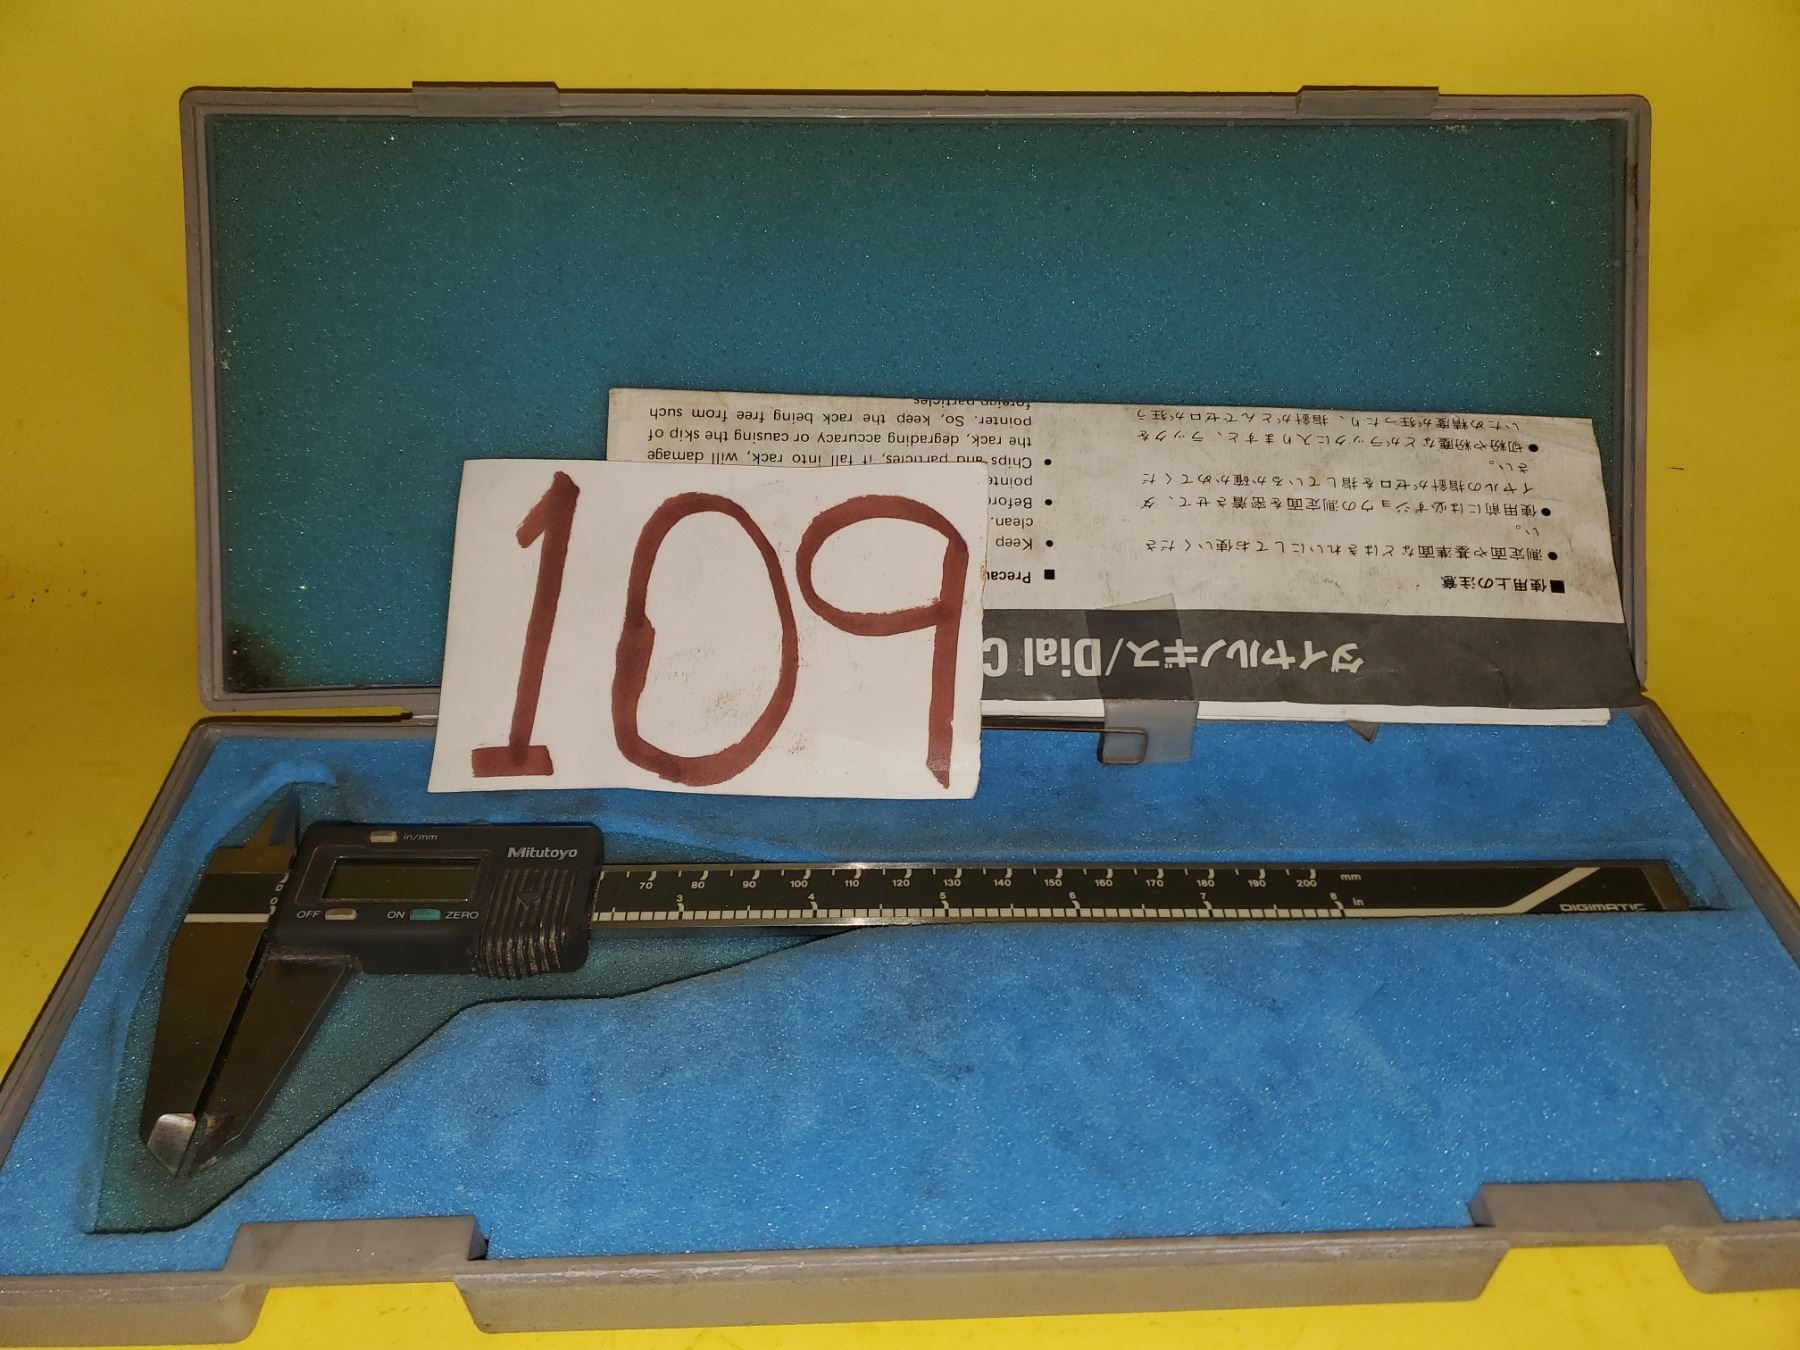 109
ダイヤルノギス/Dial C
■使用上の注意
●測定面や基準面などはきれいにしてお使いくださ
い。
●使用前には必ずジョウの測定面を密着させて、ダ
イヤルの指針がゼロを指しているか確かめてくだ
さい。
●切粉や粉塵などがラックに入りますと、ラックを
いため精度が狂ったり、指針がとんでゼロが狂う
■ Precau
• Keep
clean.
• Before
pointe
• Chips and particles, if fall into rack, will damage
the rack, degrading accuracy or causing the skip of
pointer. So, keep the rack being free from such
foreign particles
in/mm
Mitutoyo
OFF ON ZERO
0
0
70 80 90 100 110 120 130 140 150 160 170 180 190 200 mm
3 4 5 6 7 8 in
DIGIMATIC